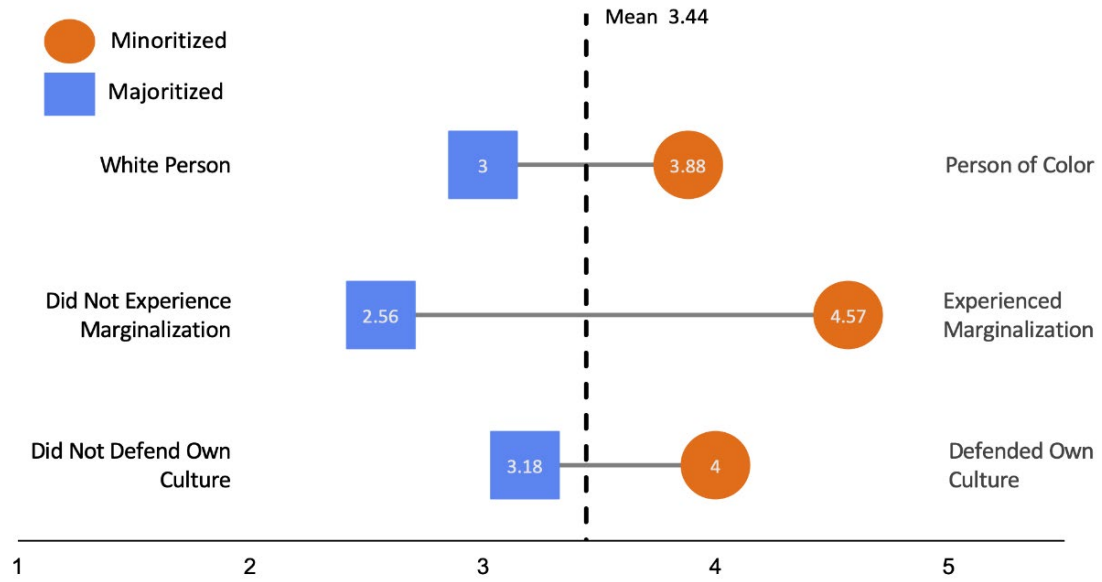 Mean 3.44
Minoritized
Majoritized
White Person
3
3.88
Person of Color
Did Not Experience
Marginalization
2.56
4.57
Experienced
Marginalization
Did Not Defend Own
Culture
3.18
4
Defended Own
Culture
1 2 3 4 5